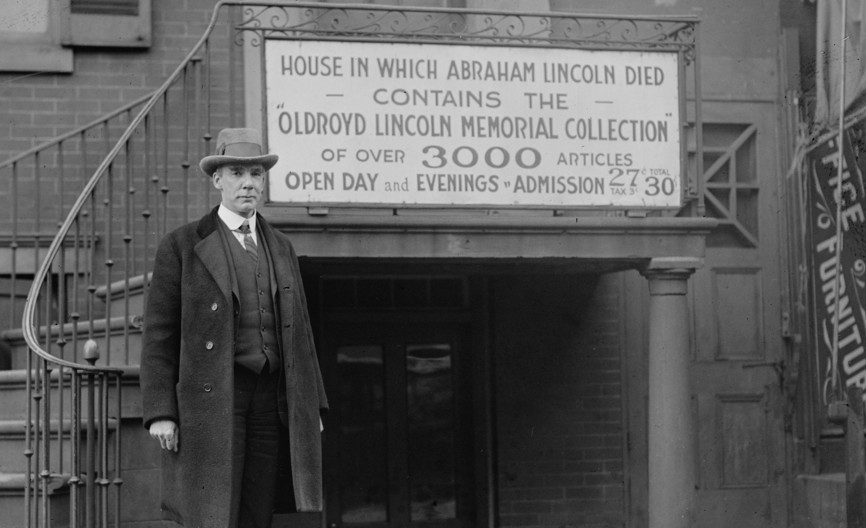 HOUSE IN WHICH ABRAHAM LINCOLN DIED
— CONTAINS THE —
"OLDROYD LINCOLN MEMORIAL COLLECTION"
OF OVER 3000 ARTICLES
OPEN DAY and EVENINGS " ADMISSION 27¢ TAX 3¢ TOTAL 30
FURNITUR